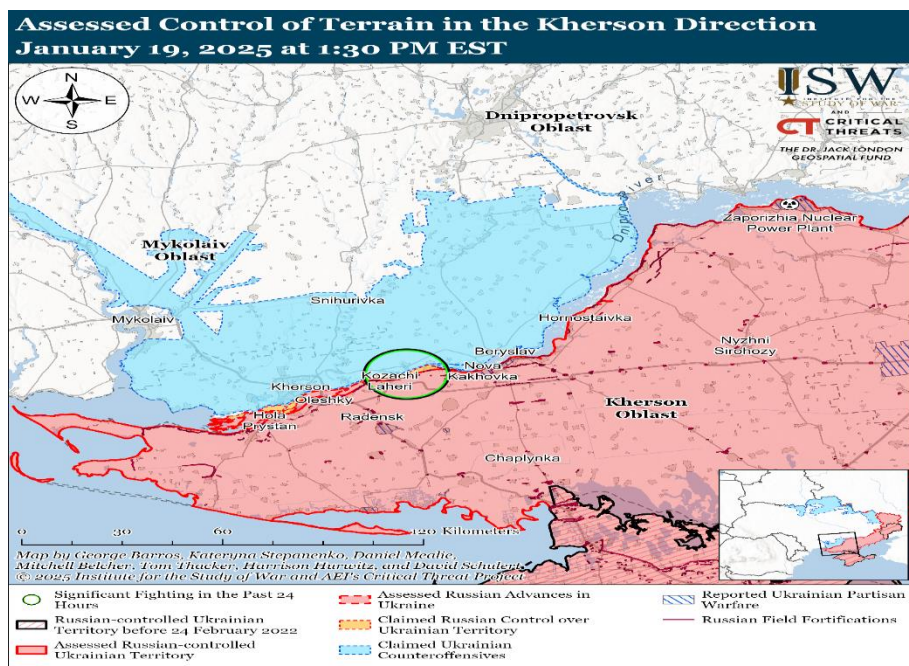 Assessed Control of Terrain in the Kherson Direction
January 19, 2025 at 1:30 PM EST
N
W
E
S
ISW
INSTITUTE FOR THE
STUDY OF WAR
AND
CT CRITICAL
THREATS
THE DR. JACK LONDON
GEOSPATIAL FUND
Dnipropetrovsk
Oblast
Dnipro River
Zaporizhia Nuclear
Power Plant
Mykolaiv
Oblast
Snihurivka
Mykolaiv
Hornostaivka
Beryslav
Nyzhni
Sirohozy
Nova
Kakhovka
Kozachi
Laheri
Kherson
Oleshky
Hola
Prystan
Radensk
Kherson
Oblast
Chaplynka
0 30 60 120 Kilometers
Map by George Barros, Kateryna Stepanenko, Daniel Mealie,
Mitchell Belcher, Tom Thacker, Harrison Hurwitz, and David Schulert
© 2025 Institute for the Study of War and AEI's Critical Threat Project
Significant Fighting in the Past 24
Hours
Russian-controlled Ukrainian
Territory before 24 February 2022
Assessed Russian-controlled
Ukrainian Territory
Assessed Russian Advances in
Ukraine
Claimed Russian Control over
Ukrainian Territory
Claimed Ukrainian
Counteroffensives
Reported Ukrainian Partisan
Warfare
Russian Field Fortifications